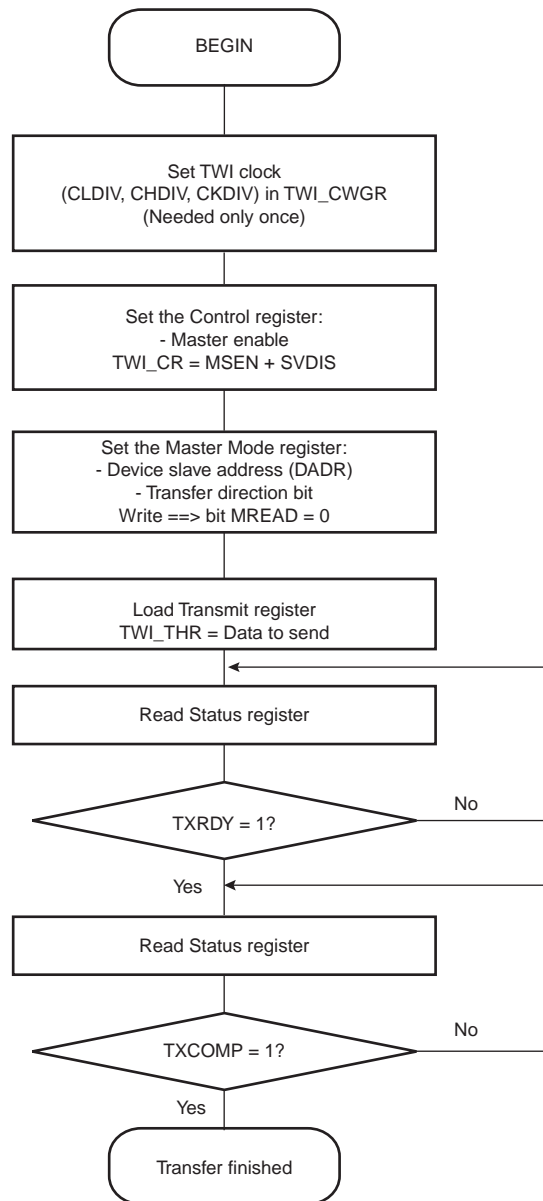 BEGIN
Set TWI clock
(CLDIV, CHDIV, CKDIV) in TWI_CWGR
(Needed only once)
Set the Control register:
- Master enable
TWI_CR = MSEN + SVDIS
Set the Master Mode register:
- Device slave address (DADR)
- Transfer direction bit
Write ==> bit MREAD = 0
Load Transmit register
TWI_THR = Data to send
Read Status register
TXRDY = 1?
No
Yes
Read Status register
TXCOMP = 1?
No
Yes
Transfer finished